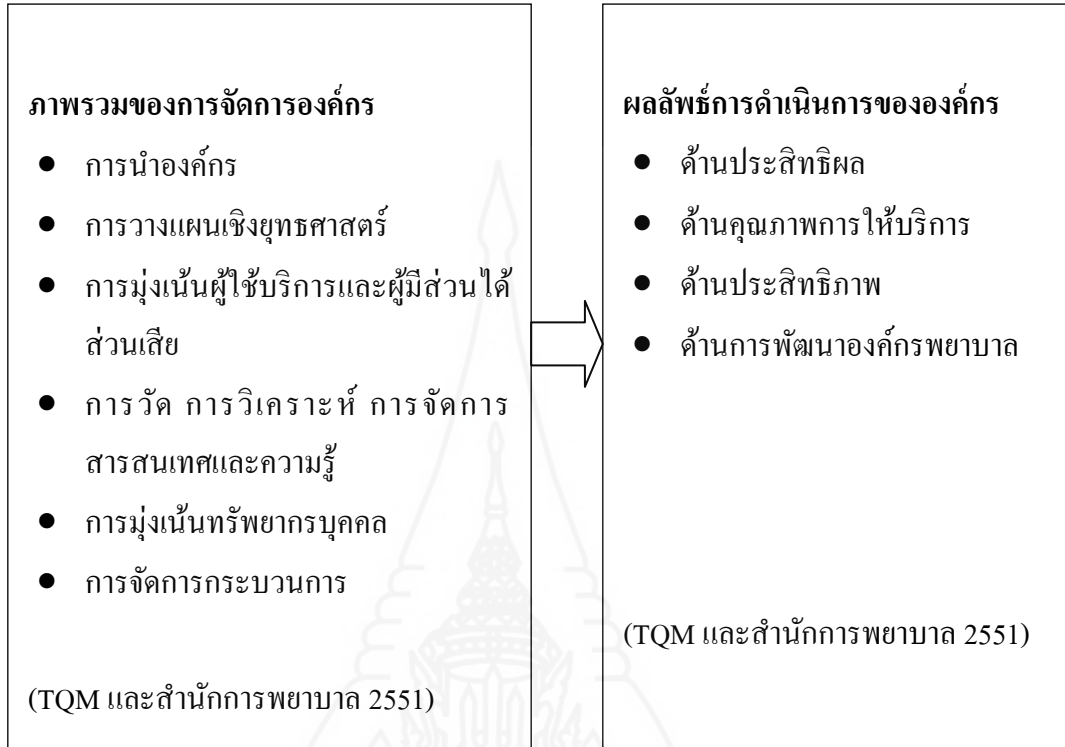 ภาพรวมของการจัดการองค์กร
● การนำองค์กร
● การวางแผนเชิงยุทธศาสตร์
● การมุ่งเน้นผู้ใช้บริการและผู้มีส่วนได้
ส่วนเสีย
● การวัด การวิเคราะห์ การจัดการ
สารสนเทศและความรู้
● การมุ่งเน้นทรัพยากรบุคคล
● การจัดการกระบวนการ
(TQM และสำนักการพยาบาล 2551)
ผลลัพธ์การดำเนินการขององค์กร
● ด้านประสิทธิผล
● ด้านคุณภาพการให้บริการ
● ด้านประสิทธิภาพ
● ด้านการพัฒนาองค์กรพยาบาล
(TQM และสำนักการพยาบาล 2551)